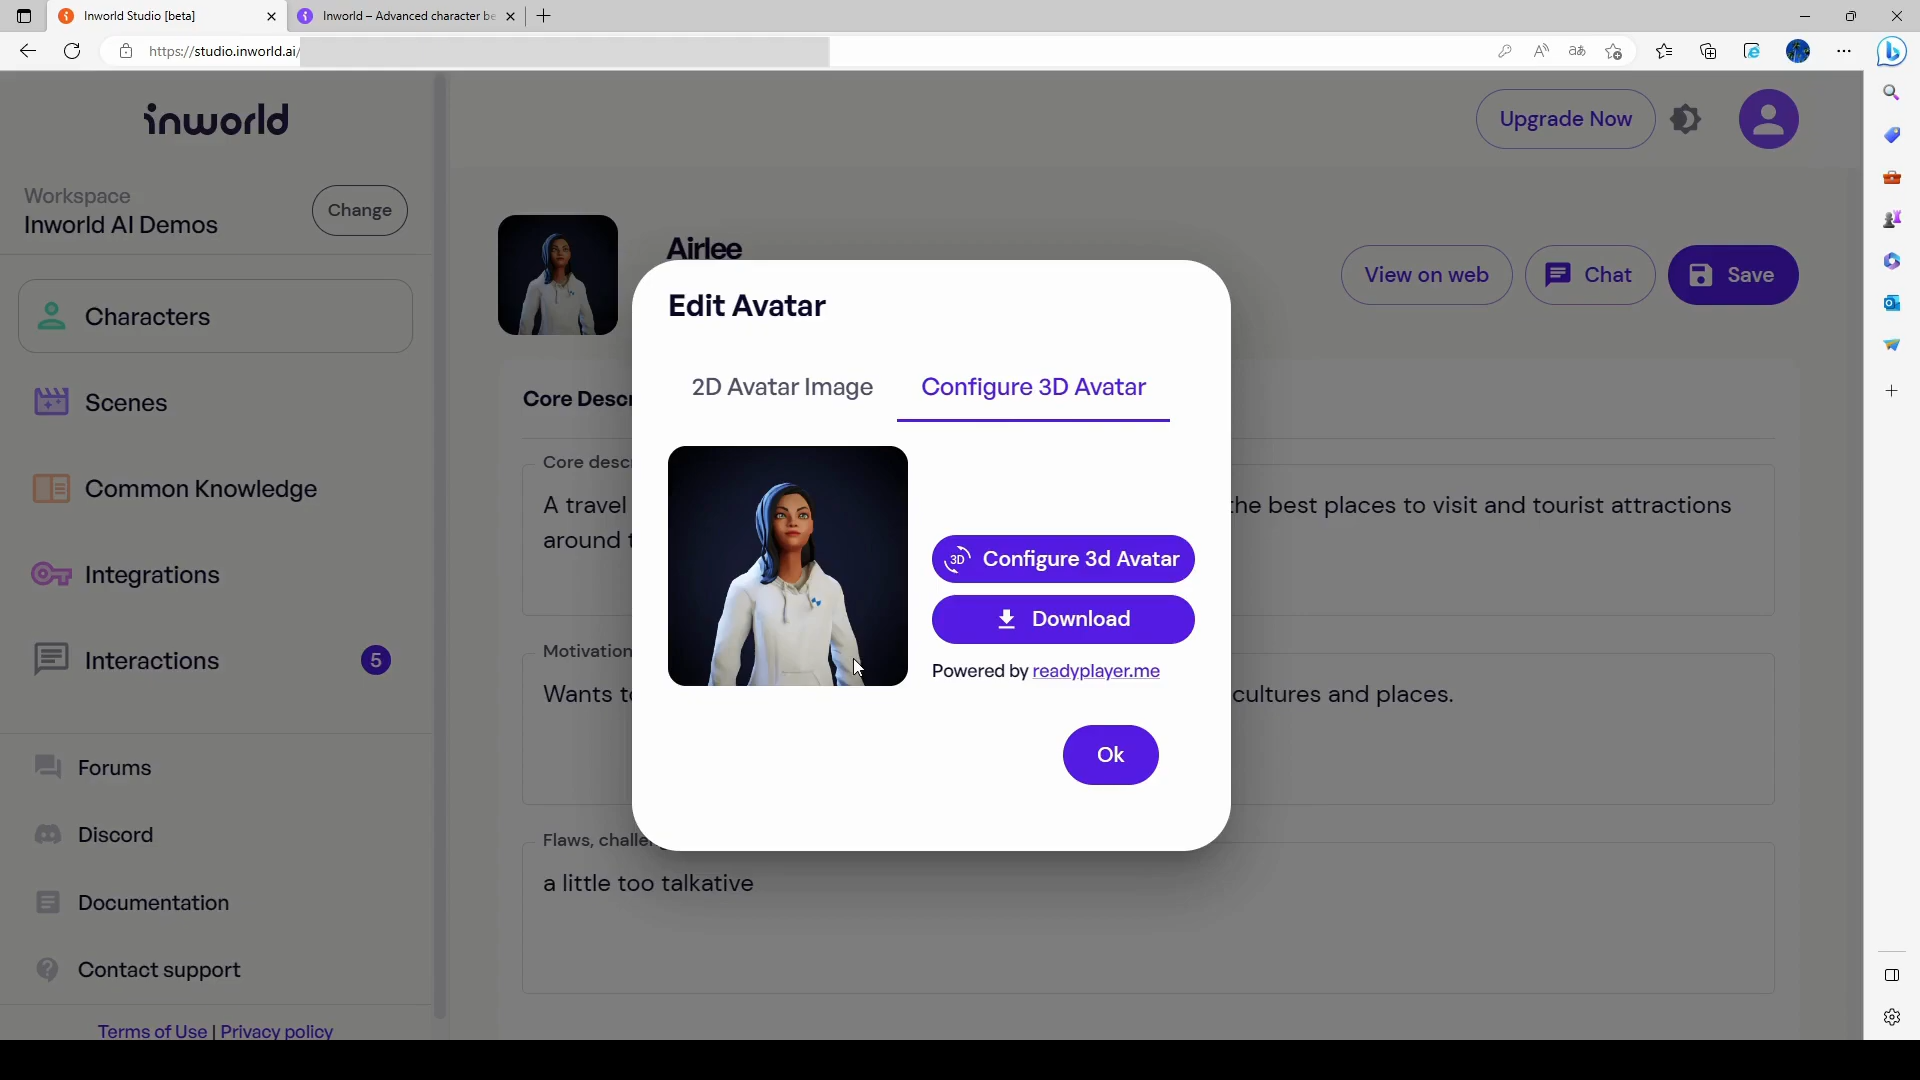 Inworld Studio [beta]
Inworld – Advanced character be
https://studio.inworld.ai/
inworld
Upgrade Now
Workspace
Inworld AI Demos
Change
Airlee
View on web
Chat
Save
Characters
Edit Avatar
2D Avatar Image
Configure 3D Avatar
Scenes
Core Descr
Core descr
Common Knowledge
A travel
the best places to visit and tourist attractions
around
3D
Configure 3d Avatar
Integrations
Download
Motivation
Interactions
5
Powered by readyplayer.me
Wants
cultures and places.
Ok
Forums
Discord
Flaws, challe
a little too talkative
Documentation
Contact support
Terms of Use | Privacy policy